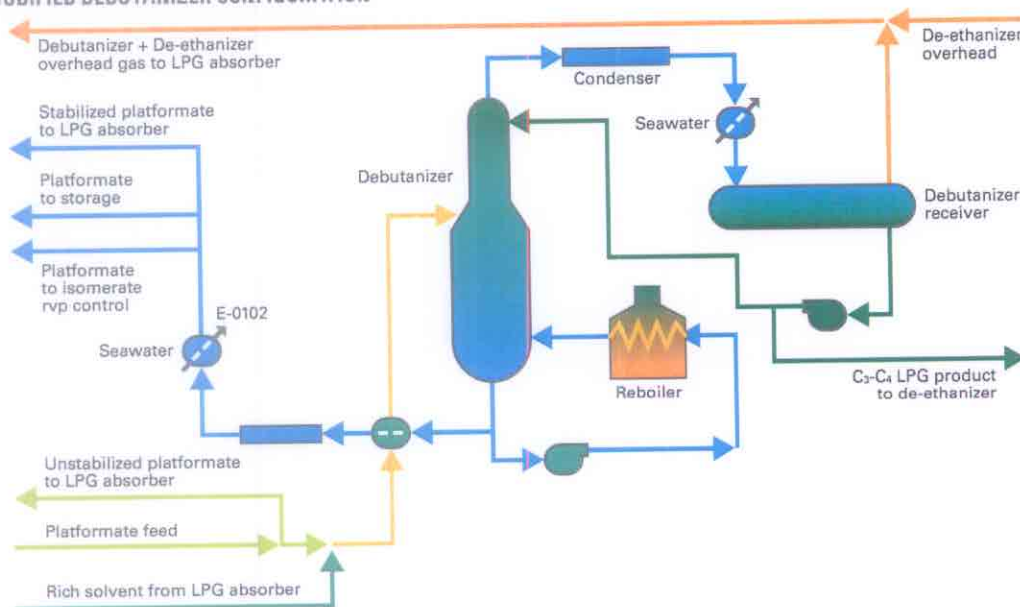 Debutanizer + De-ethanizer
overhead gas to LPG absorber
De-ethanizer
overhead
Condenser
Stabilized platformate
to LPG absorber
Seawater
Platformate
to storage
Debutanizer
Debutanizer
receiver
Platformate
to isomerate
rvp control
E-0102
Seawater
Reboiler
C₃-C₄ LPG product
to de-ethanizer
Unstabilized platformate
to LPG absorber
Platformate feed
Rich solvent from LPG absorber